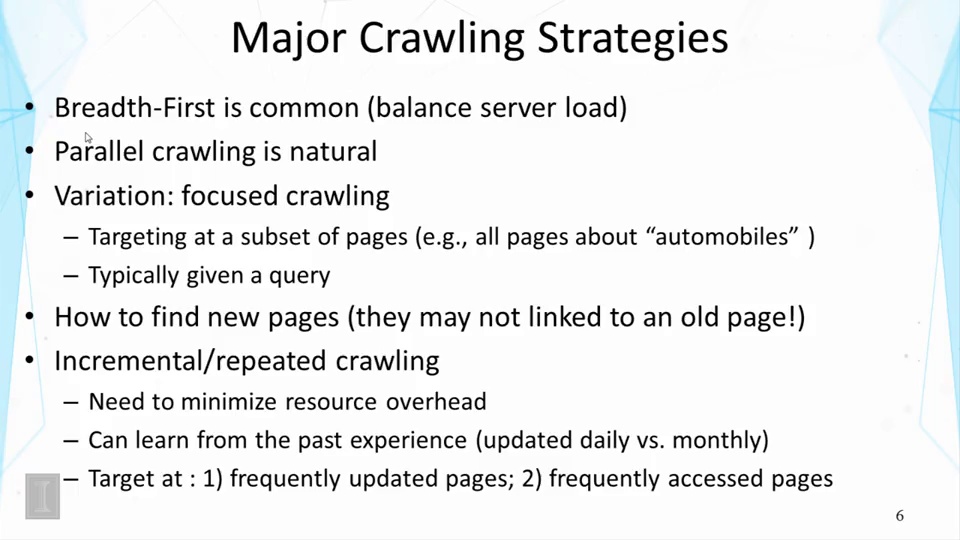 Major Crawling Strategies
• Breadth-First is common (balance server load)
• Parallel crawling is natural
• Variation: focused crawling
– Targeting at a subset of pages (e.g., all pages about “automobiles” )
– Typically given a query
• How to find new pages (they may not linked to an old page!)
• Incremental/repeated crawling
– Need to minimize resource overhead
– Can learn from the past experience (updated daily vs. monthly)
– Target at : 1) frequently updated pages; 2) frequently accessed pages
I
6